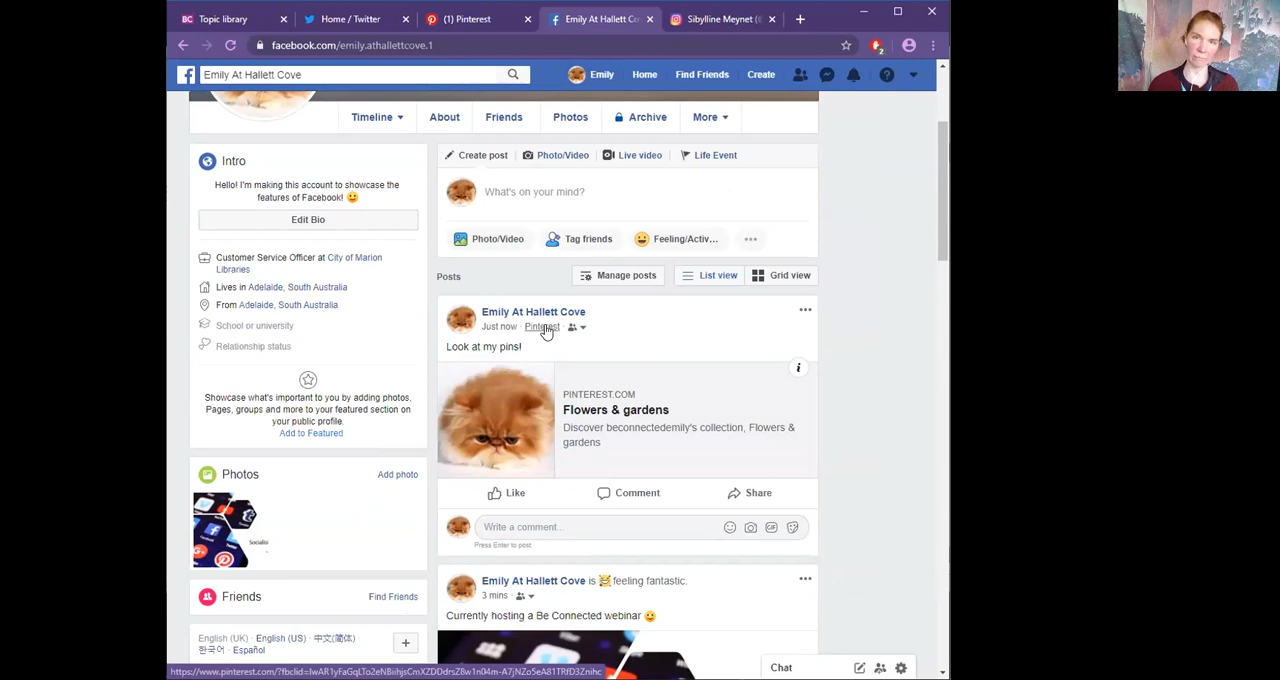 BC Topic library
Home / Twitter
(1) Pinterest
Emily At Hallett Co
Sibylline Meynet (
facebook.com/emily.athallettcove.1
2
Emily At Hallett Cove
Emily
Home
Find Friends
Create
Timeline
About
Friends
Photos
Archive
More
Intro
Hello! I'm making this account to showcase the
features of Facebook! 🙂
Edit Bio
Customer Service Officer at City of Marion
Libraries
Lives in Adelaide, South Australia
From Adelaide, South Australia
School or university
Relationship status
Showcase what's important to you by adding photos,
Pages, groups and more to your featured section on
your public profile.
Add to Featured
Photos
Add photo
Socialis
Friends
Find Friends
English (UK) · English (US) · 中文(简体) ·
한국어 · Español
Create post
Photo/Video
Live video
Life Event
What's on your mind?
Photo/Video
Tag friends
Feeling/Activ...
Posts
Manage posts
List view
Grid view
Emily At Hallett Cove
Just now · Pinterest ·
Look at my pins!
PINTEREST.COM
Flowers & gardens
Discover beconnectedemily's collection, Flowers &
gardens
Like
Comment
Share
Write a comment...
GIF
Press Enter to post
Emily At Hallett Cove is 😹 feeling fantastic.
3 mins ·
Currently hosting a Be Connected webinar 🙂
Chat